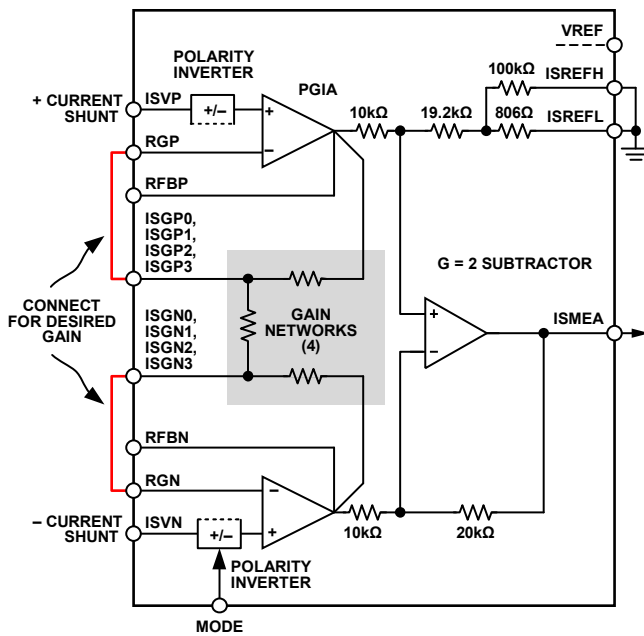 VREF
POLARITY
INVERTER
100kΩ
ISREFH
PGIA
+ CURRENT
SHUNT
ISVP
+/–
+
10kΩ
19.2kΩ
806Ω
ISREFL
RGP
–
RFBP
ISGP0,
ISGP1,
ISGP2,
ISGP3
G = 2 SUBTRACTOR
CONNECT
FOR DESIRED
GAIN
GAIN
NETWORKS
(4)
+
ISMEA
ISGN0,
ISGN1,
ISGN2,
ISGN3
–
RFBN
RGN
–
– CURRENT
SHUNT
ISVN
+/–
+
10kΩ
20kΩ
POLARITY
INVERTER
MODE